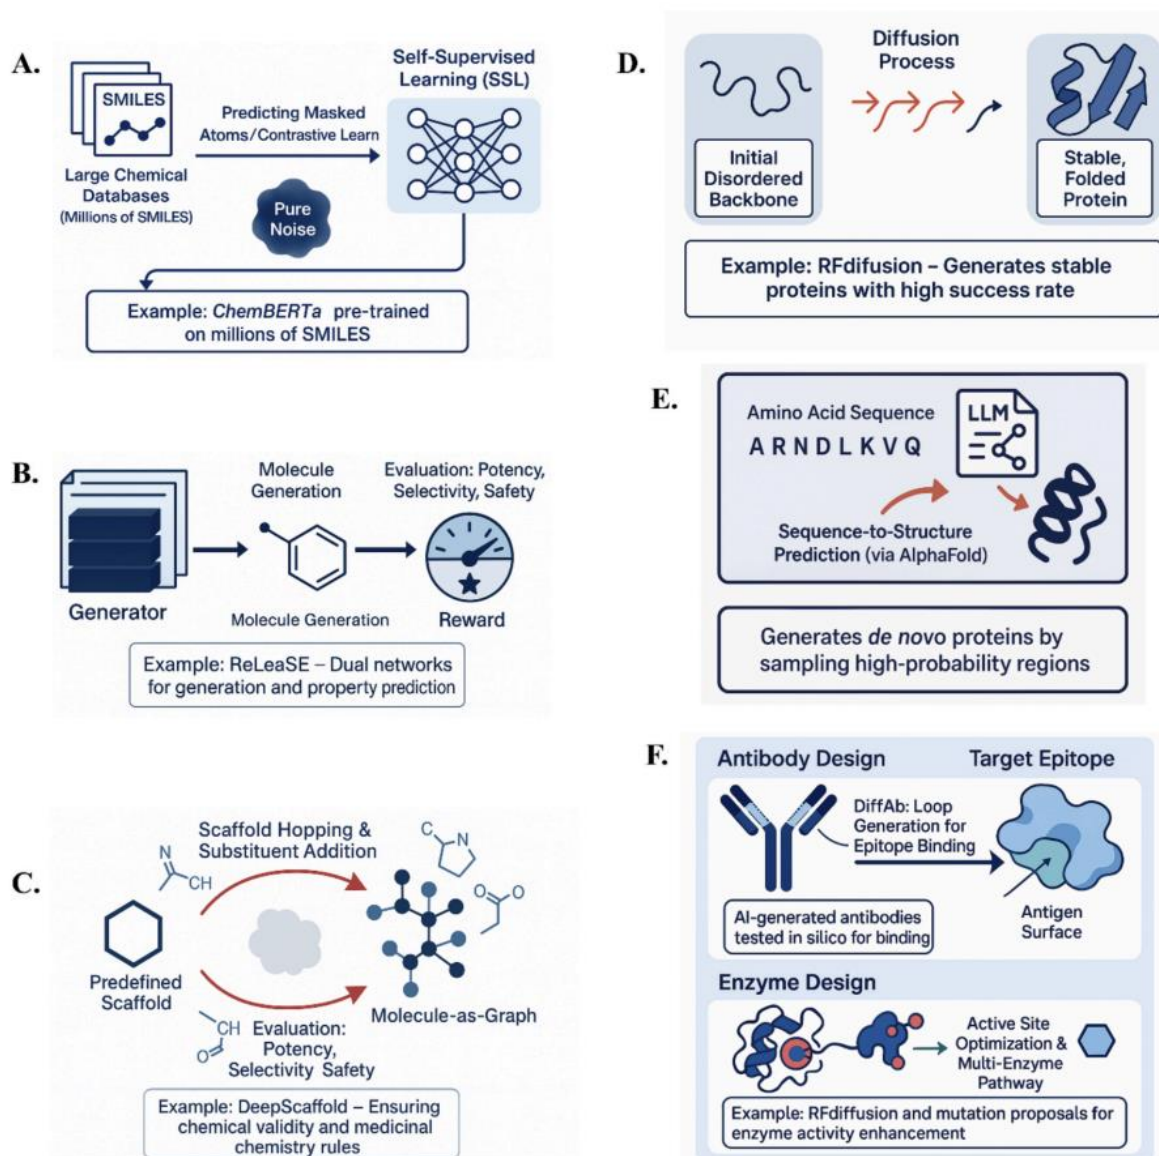 A.
SMILES
Large Chemical
Databases
(Millions of SMILES)
Predicting Masked
Atoms/Contrastive Learn
Pure
Noise
Self-Supervised
Learning (SSL)
Example: ChemBERTa pre-trained
on millions of SMILES
B.
Generator
Molecule
Generation
Molecule Generation
Evaluation: Potency,
Selectivity, Safety
Reward
Example: ReLeaSE – Dual networks
for generation and property prediction
C.
Scaffold Hopping &
Substituent Addition
N
CH
Predefined
Scaffold
CH
O
Evaluation:
Potency,
Selectivity Safety
C
N
O
O
Molecule-as-Graph
Example: DeepScaffold – Ensuring
chemical validity and medicinal
chemistry rules
D.
Initial
Disordered
Backbone
Diffusion
Process
Stable,
Folded
Protein
Example: RFdifusion – Generates stable
proteins with high success rate
E.
Amino Acid Sequence
A R N D L K V Q
LLM
Sequence-to-Structure
Prediction (via AlphaFold)
Generates de novo proteins by
sampling high-probability regions
F.
Antibody Design
Target Epitope
DiffAb: Loop
Generation for
Epitope Binding
AI-generated antibodies
tested in silico for binding
Antigen
Surface
Enzyme Design
Active Site
Optimization &
Multi-Enzyme
Pathway
Example: RFdiffusion and mutation proposals for
enzyme activity enhancement